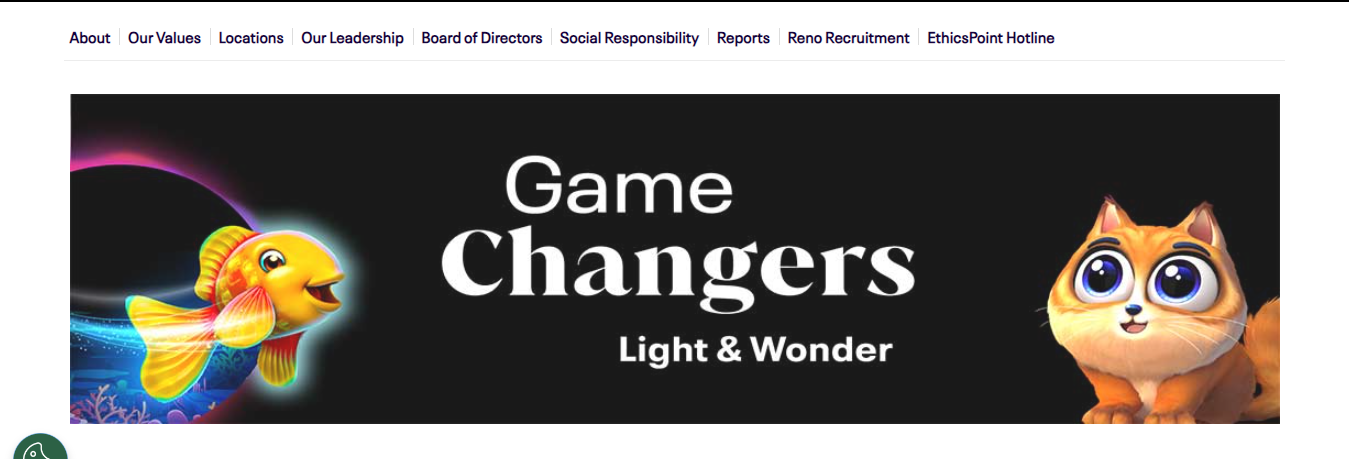 About Our Values Locations Our Leadership Board of Directors Social Responsibility Reports Reno Recruitment EthicsPoint Hotline
Game
Changers
Light & Wonder